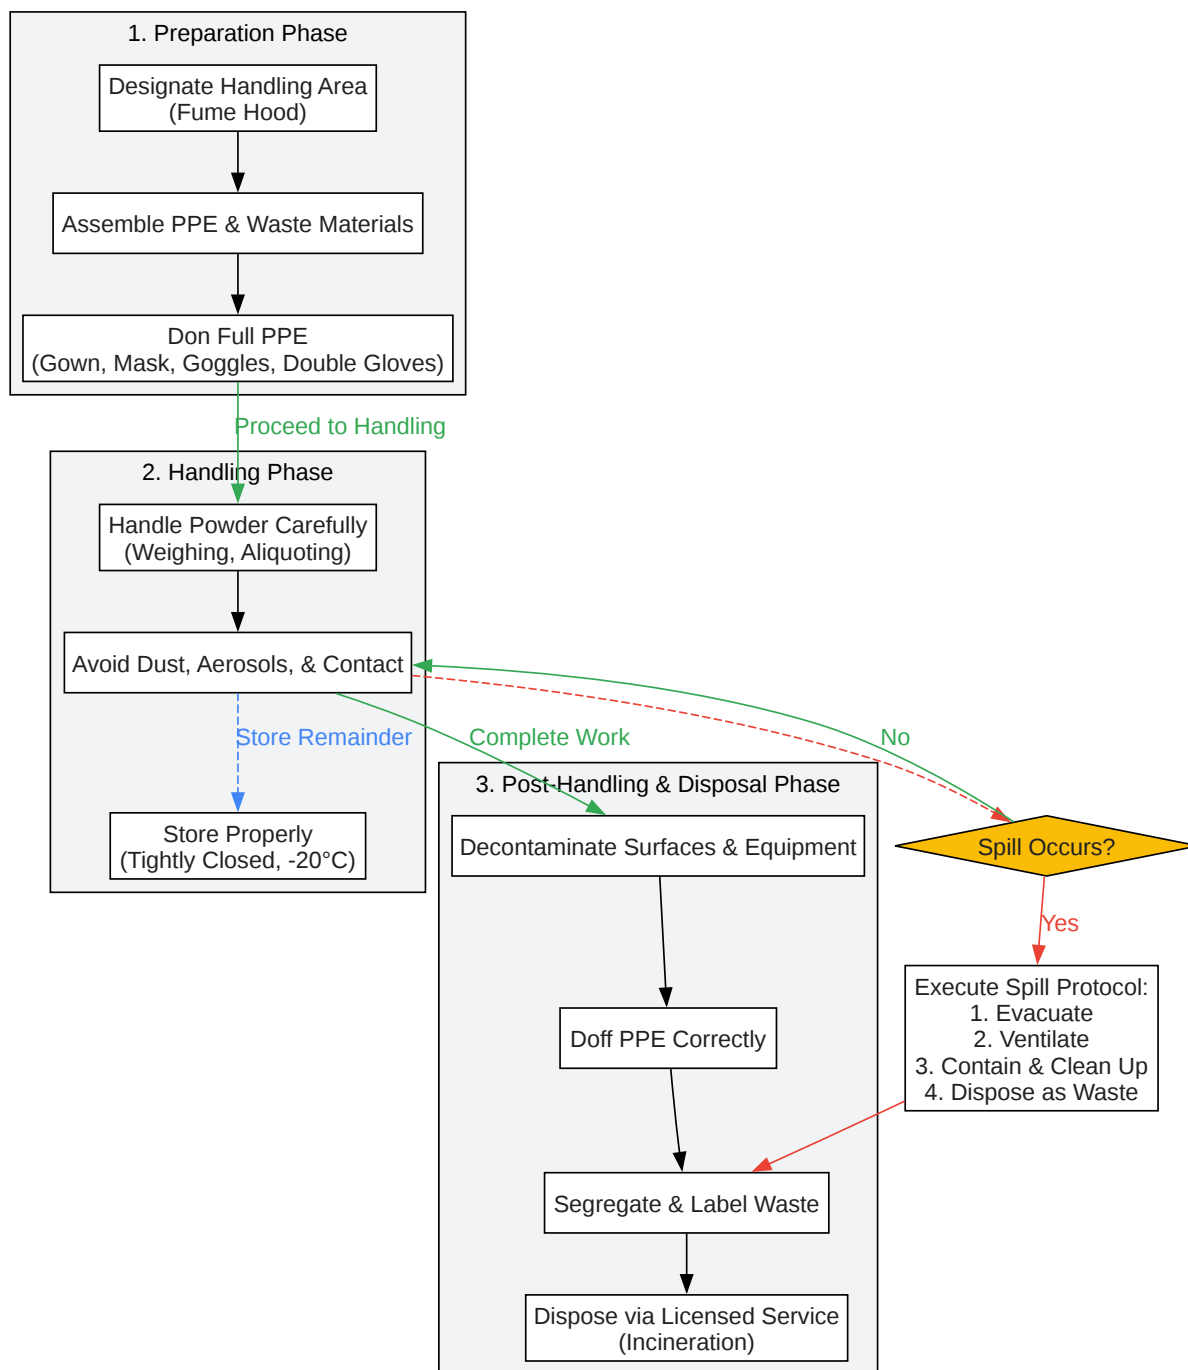 1. Preparation Phase
Designate Handling Area
(Fume Hood)
Assemble PPE & Waste Materials
Don Full PPE
(Gown, Mask, Goggles, Double Gloves)
Proceed to Handling
2. Handling Phase
Handle Powder Carefully
(Weighing, Aliquoting)
Avoid Dust, Aerosols, & Contact
Store Remainder
Complete Work
No
Store Properly
(Tightly Closed, -20°C)
3. Post-Handling & Disposal Phase
Decontaminate Surfaces & Equipment
Spill Occurs?
Yes
Execute Spill Protocol:
1. Evacuate
2. Ventilate
3. Contain & Clean Up
4. Dispose as Waste
Doff PPE Correctly
Segregate & Label Waste
Dispose via Licensed Service
(Incineration)